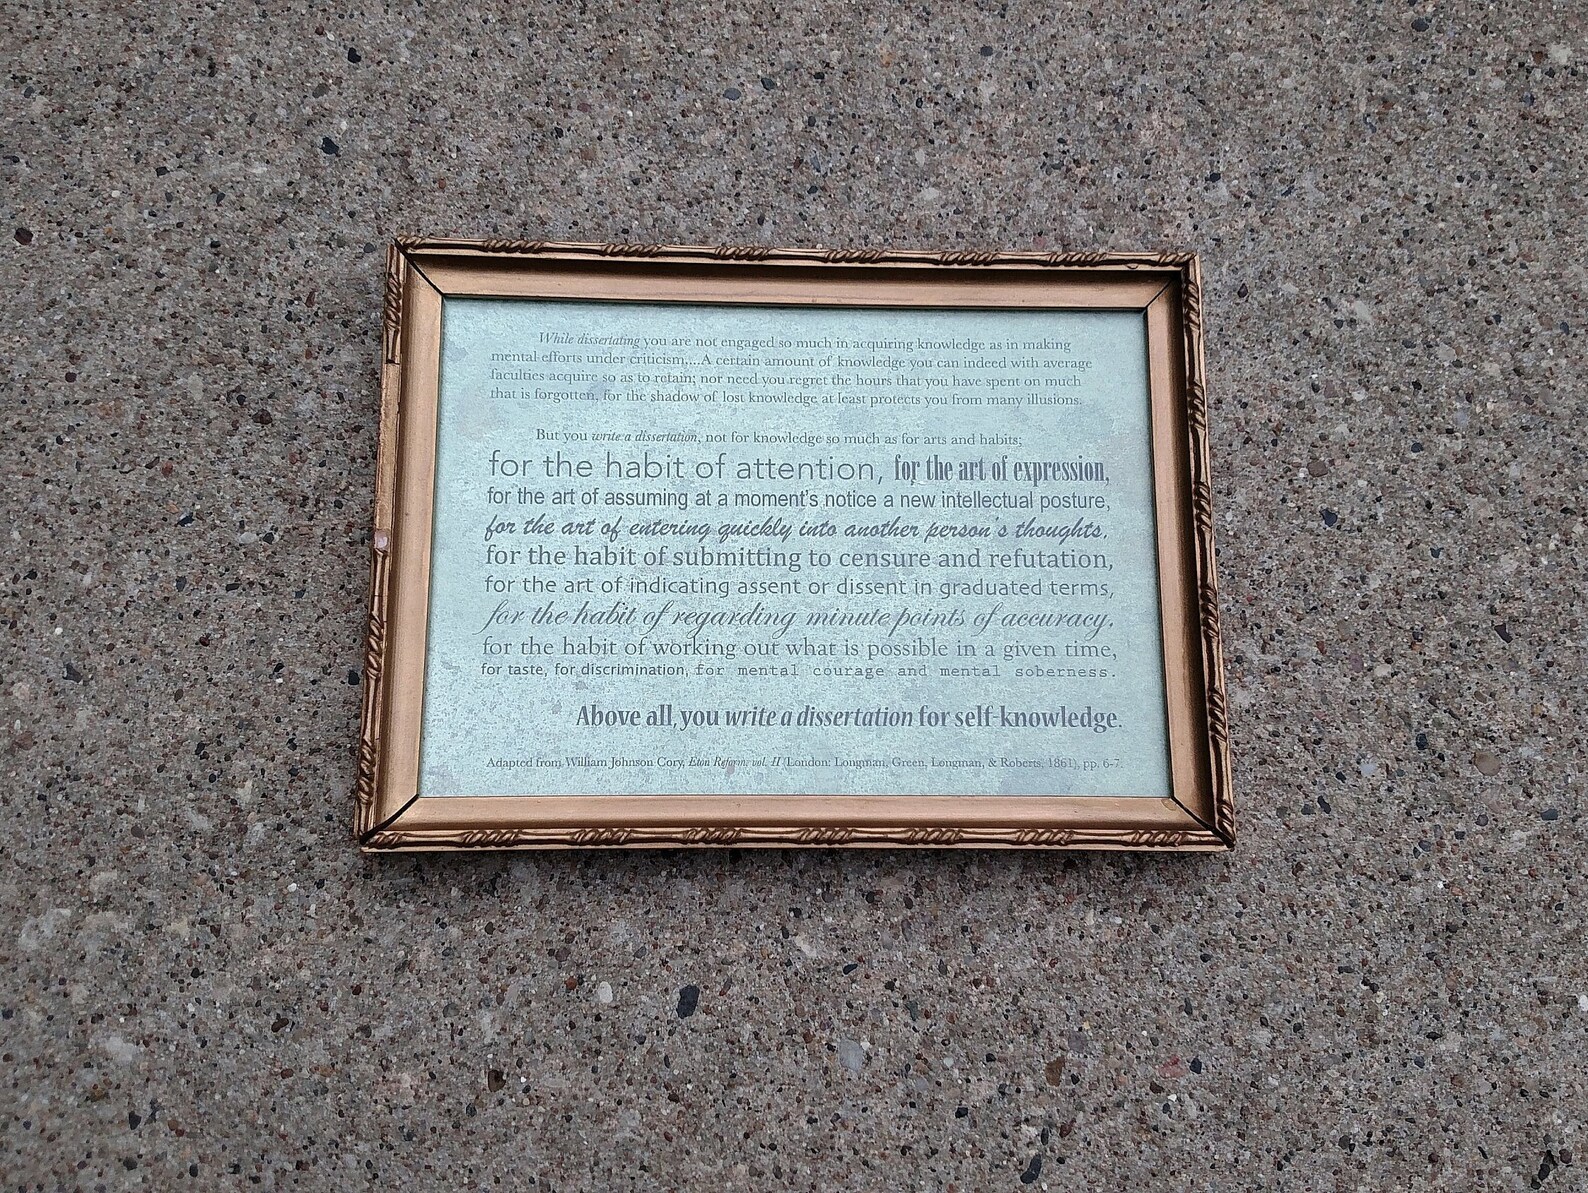 While dissertating you are not engaged so much in acquiring knowledge as in making
mental efforts under criticism....A certain amount of knowledge you can indeed with average
faculties acquire so as to retain; nor need you regret the hours that you have spent on much
that is forgotten, for the shadow of lost knowledge at least protects you from many illusions.
But you write a dissertation, not for knowledge so much as for arts and habits;
for the habit of attention, for the art of expression,
for the art of assuming at a moment's notice a new intellectual posture,
for the art of entering quickly into another person's thoughts,
for the habit of submitting to censure and refutation,
for the art of indicating assent or dissent in graduated terms,
for the habit of regarding minute points of accuracy,
for the habit of working out what is possible in a given time,
for taste, for discrimination, for mental courage and mental soberness.
Above all, you write a dissertation for self-knowledge.
Adapted from William Johnson Cory, Eton Reform, vol. II (London: Longman, Green, Longman, & Roberts, 1861), pp. 6-7.